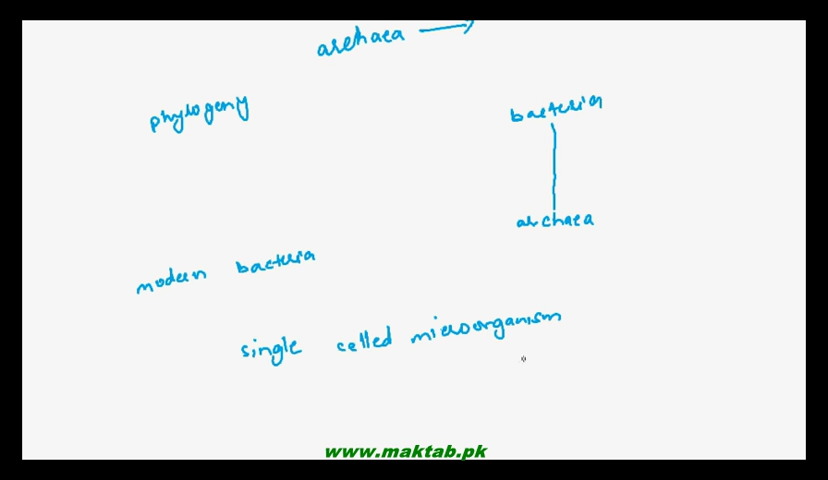 archaea
phylogeny
bacteria
archaea
modern bacteria
single celled microorganism
www.maktab.pk